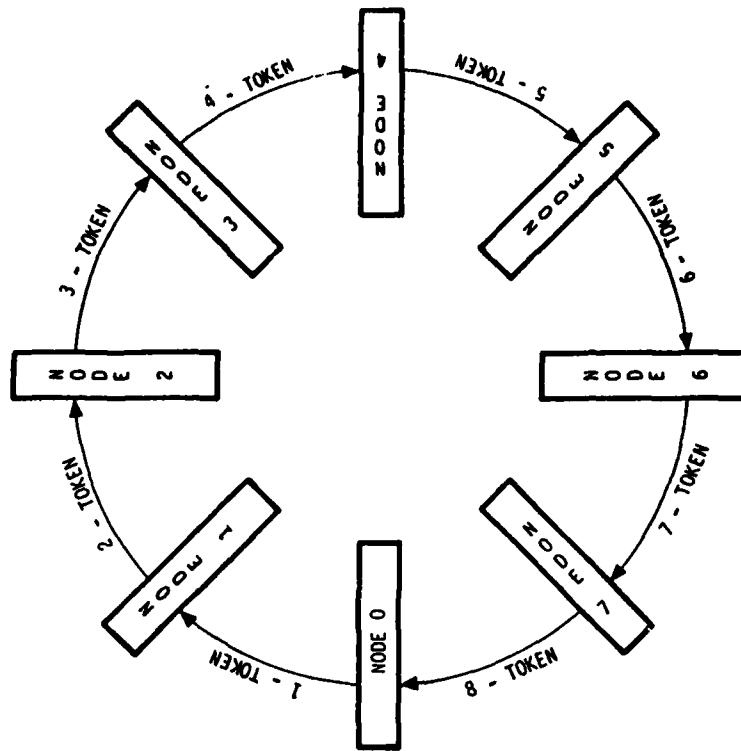 NODE 0
1 - TOKEN
NODE 1
2 - TOKEN
NODE 2
3 - TOKEN
NODE 3
4 - TOKEN
NODE 4
5 - TOKEN
NODE 5
6 - TOKEN
NODE 6
7 - TOKEN
NODE 7
8 - TOKEN